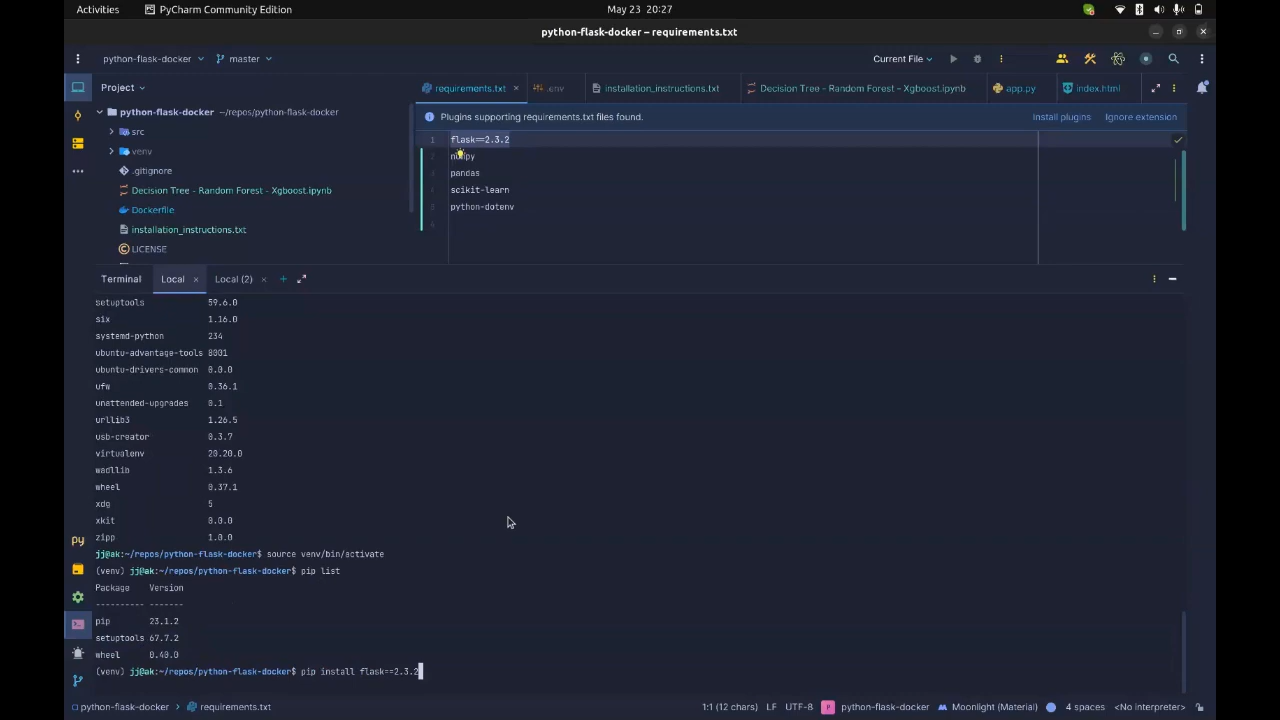 Activities PyCharm Community Edition May 23 20:27
python-flask-docker – requirements.txt
python-flask-docker master Current File
Project requirements.txt .env installation_instructions.txt Decision Tree - Random Forest - Xgboost.ipynb app.py index.html
python-flask-docker ~/repos/python-flask-docker
Plugins supporting requirements.txt files found. Install plugins Ignore extension
src
venv
.gitignore
Decision Tree - Random Forest - Xgboost.ipynb
Dockerfile
installation_instructions.txt
LICENSE
1 flask==2.3.2
2 numpy
pandas
scikit-learn
python-dotenv
Terminal Local Local (2)
setuptools 59.6.0
six 1.16.0
systemd-python 234
ubuntu-advantage-tools 8001
ubuntu-drivers-common 0.0.0
ufw 0.36.1
unattended-upgrades 0.1
urllib3 1.26.5
usb-creator 0.3.7
virtualenv 20.20.0
wadllib 1.3.6
wheel 0.37.1
xdg 5
xkit 0.0.0
zipp 1.0.0
jj@ak:~/repos/python-flask-docker$ source venv/bin/activate
(venv) jj@ak:~/repos/python-flask-docker$ pip list
Package Version
---------- -------
pip 23.1.2
setuptools 67.7.2
wheel 0.40.0
(venv) jj@ak:~/repos/python-flask-docker$ pip install flask==2.3.2
python-flask-docker requirements.txt 1:1 (12 chars) LF UTF-8 python-flask-docker Moonlight (Material) 4 spaces <No interpreter>